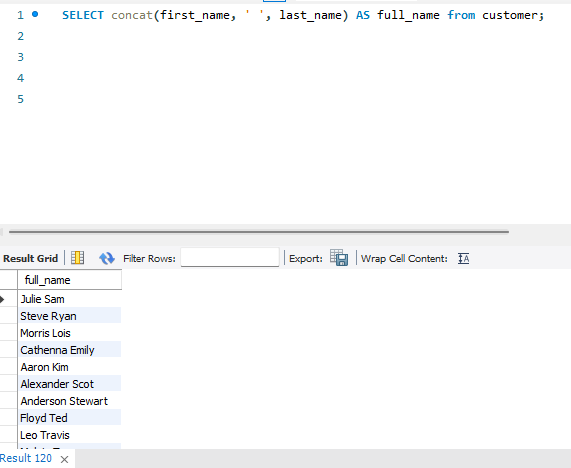 1 SELECT concat(first_name, ' ', last_name) AS full_name from customer;
2
3
4
5
Result Grid Filter Rows: Export: Wrap Cell Content:
full_name
Julie Sam
Steve Ryan
Morris Lois
Cathenna Emily
Aaron Kim
Alexander Scot
Anderson Stewart
Floyd Ted
Leo Travis
Result 120 ×